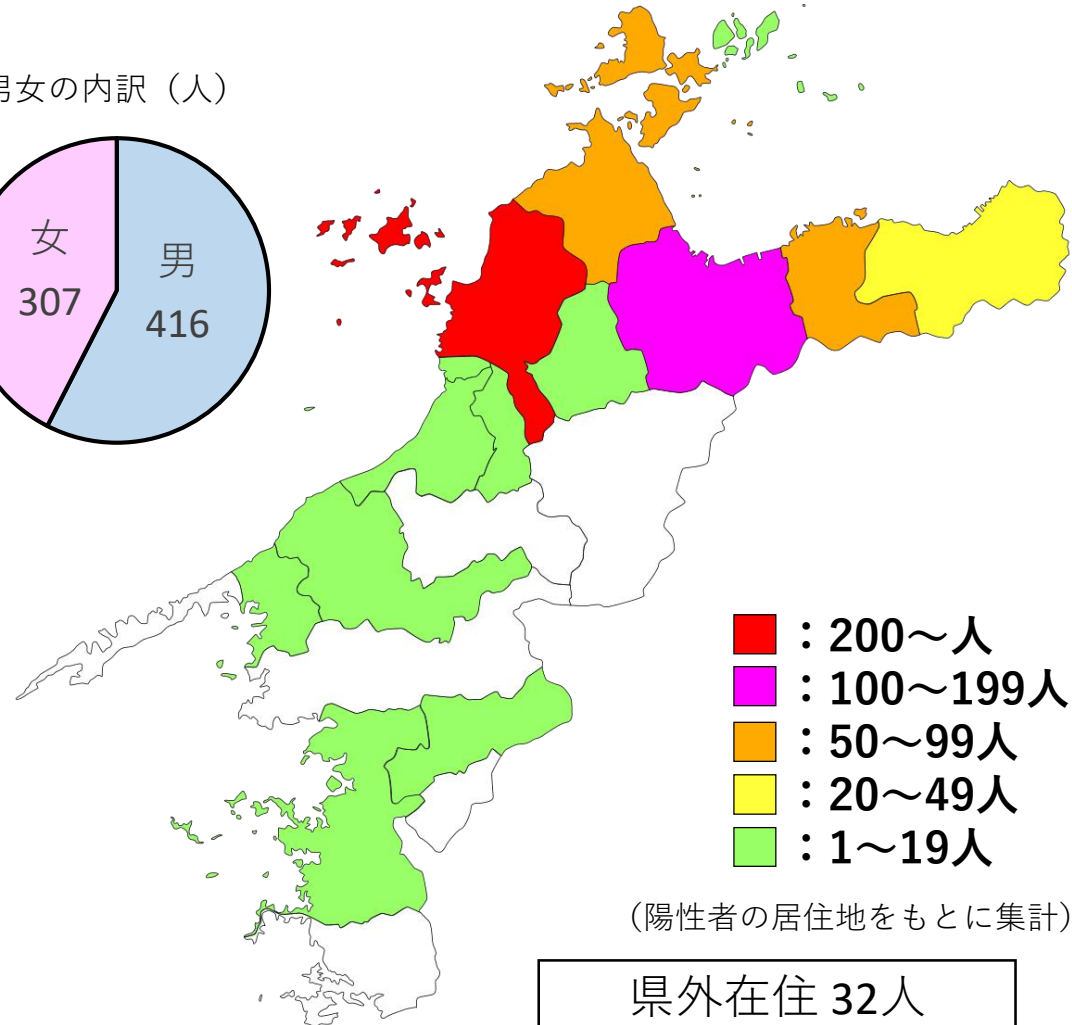 男女の内訳（人）
女
307
男
416
：200～人
：100～199人
：50～99人
：20～49人
：1～19人
（陽性者の居住地をもとに集計）
県外在住 32人